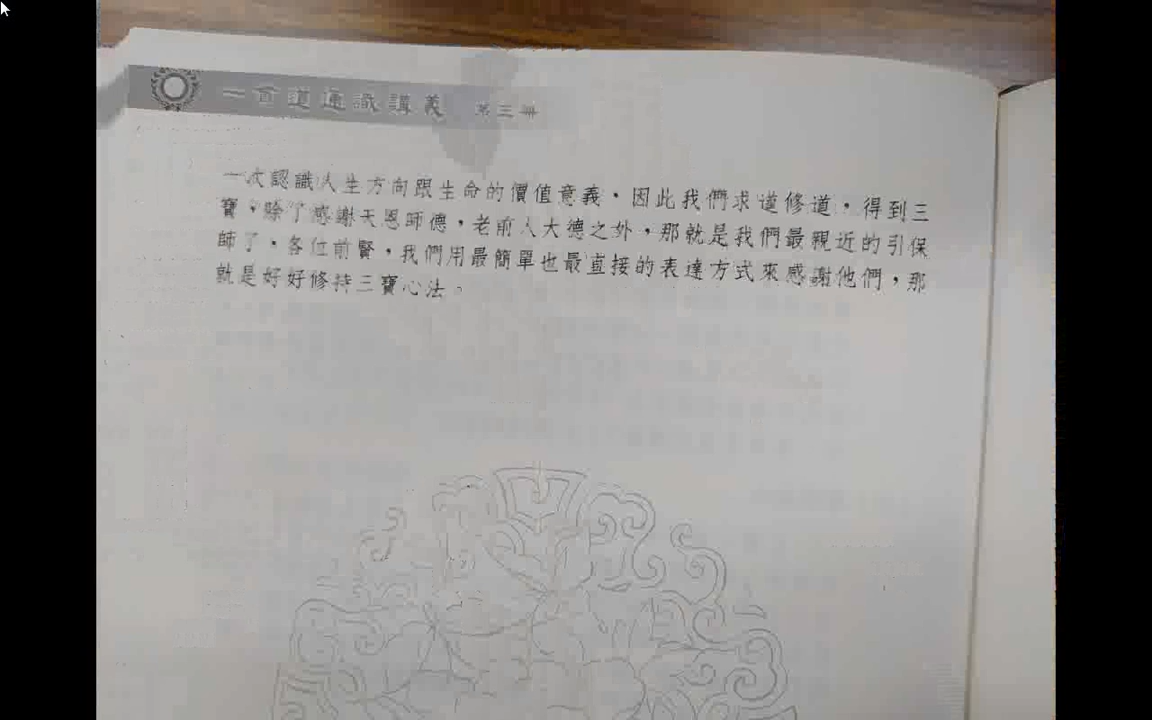 一貫道通識講義 第三冊
一次認識人生方向跟生命的價值意義。因此我們求道修道,得到三
寶,除了感謝天恩師德,老前人大德之外,那就是我們最親近的引保
師了。各位前賢,我們用最簡單也最直接的表達方式來感謝他們,那
就是好好修持三寶心法。